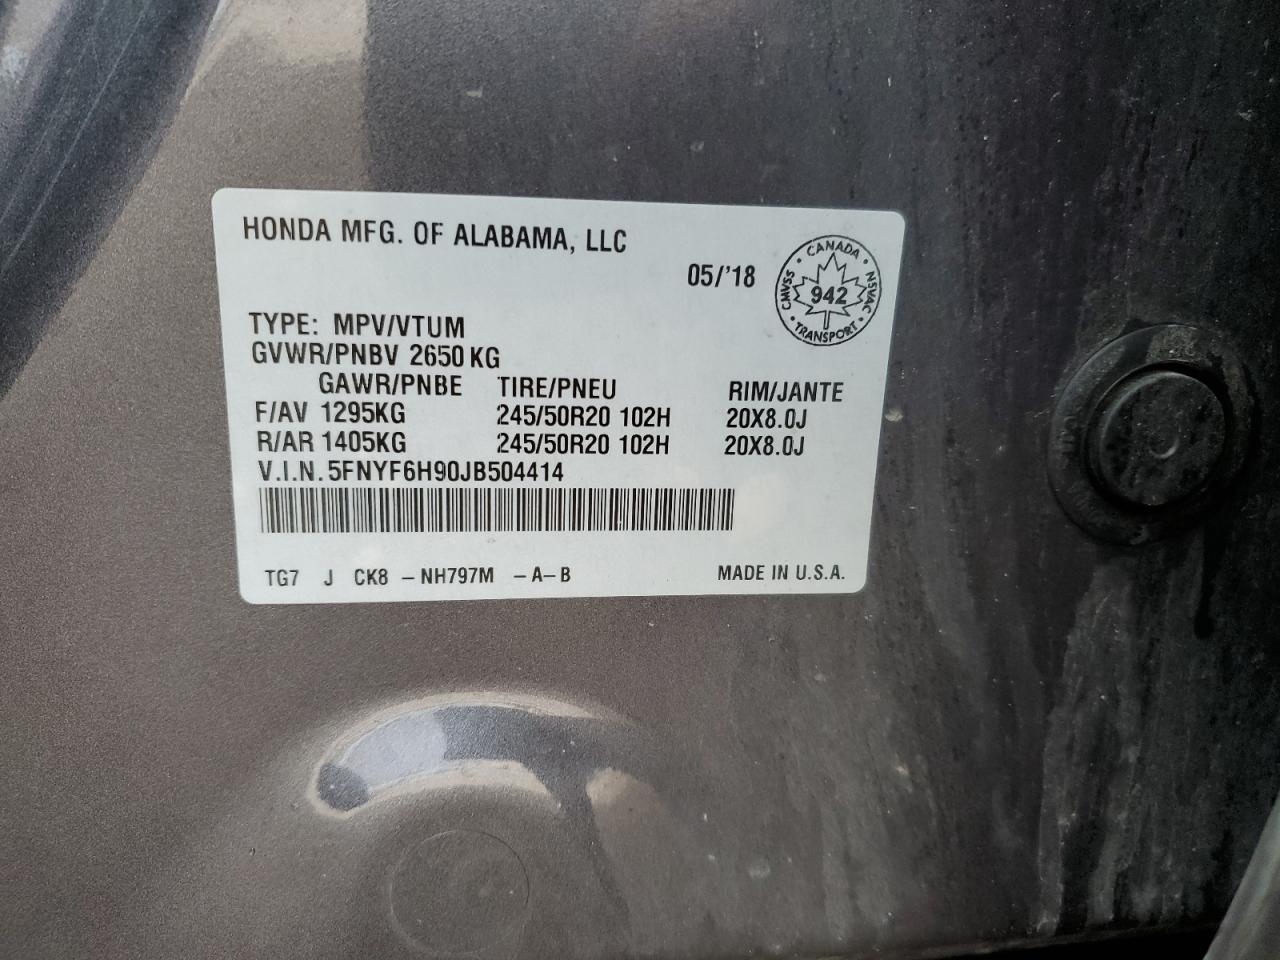 HONDA MFG. OF ALABAMA, LLC
05/'18
CANADA
CMVSS
NSVAC
942
TRANSPORT
TYPE: MPV/VTUM
GVWR/PNBV 2650 KG
GAWR/PNBE TIRE/PNEU RIM/JANTE
F/AV 1295KG 245/50R20 102H 20X8.0J
R/AR 1405KG 245/50R20 102H 20X8.0J
V.I.N. 5FNYF6H90JB504414
TG7 J CK8 -NH797M -A-B
MADE IN U.S.A.